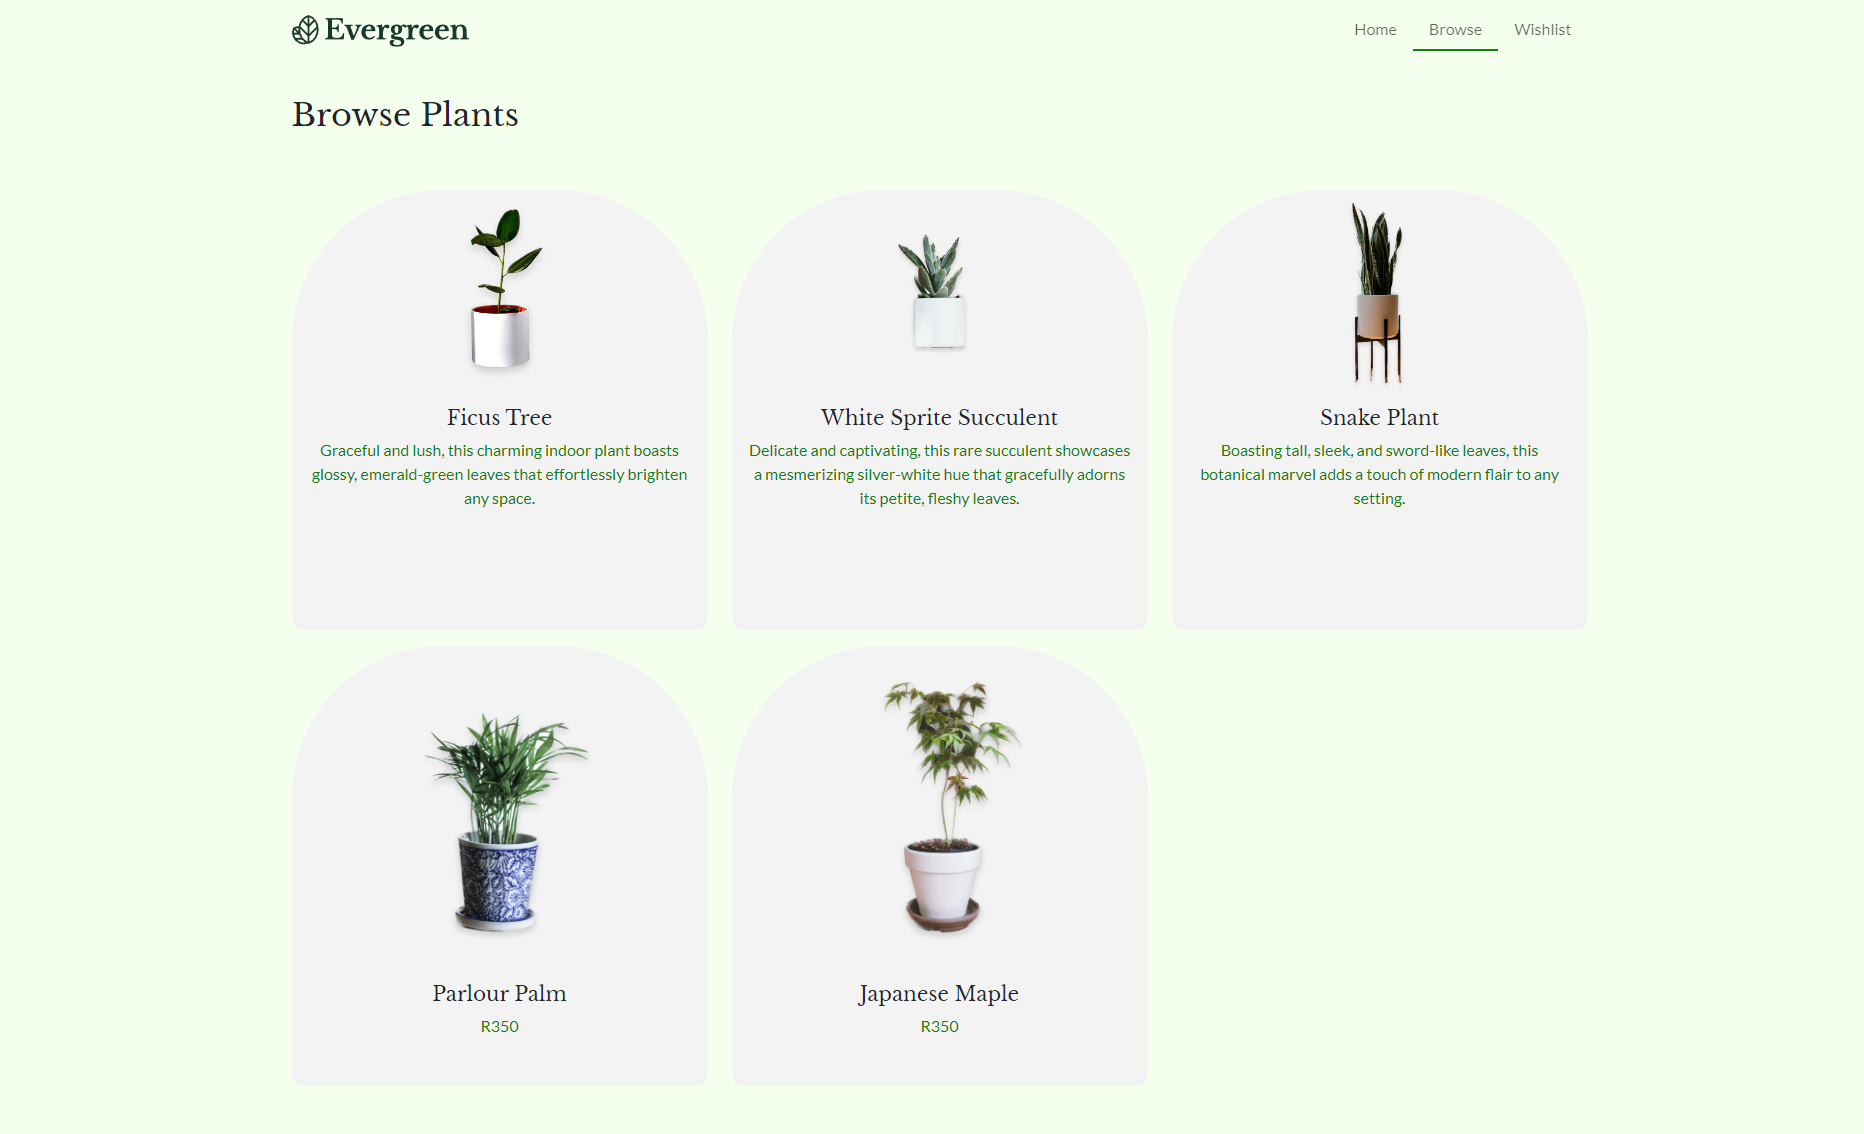 Evergreen
Home
Browse
Wishlist
Browse Plants
Ficus Tree
Graceful and lush, this charming indoor plant boasts
glossy, emerald-green leaves that effortlessly brighten
any space.
White Sprite Succulent
Delicate and captivating, this rare succulent showcases
a mesmerizing silver-white hue that gracefully adorns
its petite, fleshy leaves.
Snake Plant
Boasting tall, sleek, and sword-like leaves, this
botanical marvel adds a touch of modern flair to any
setting.
Parlour Palm
R350
Japanese Maple
R350